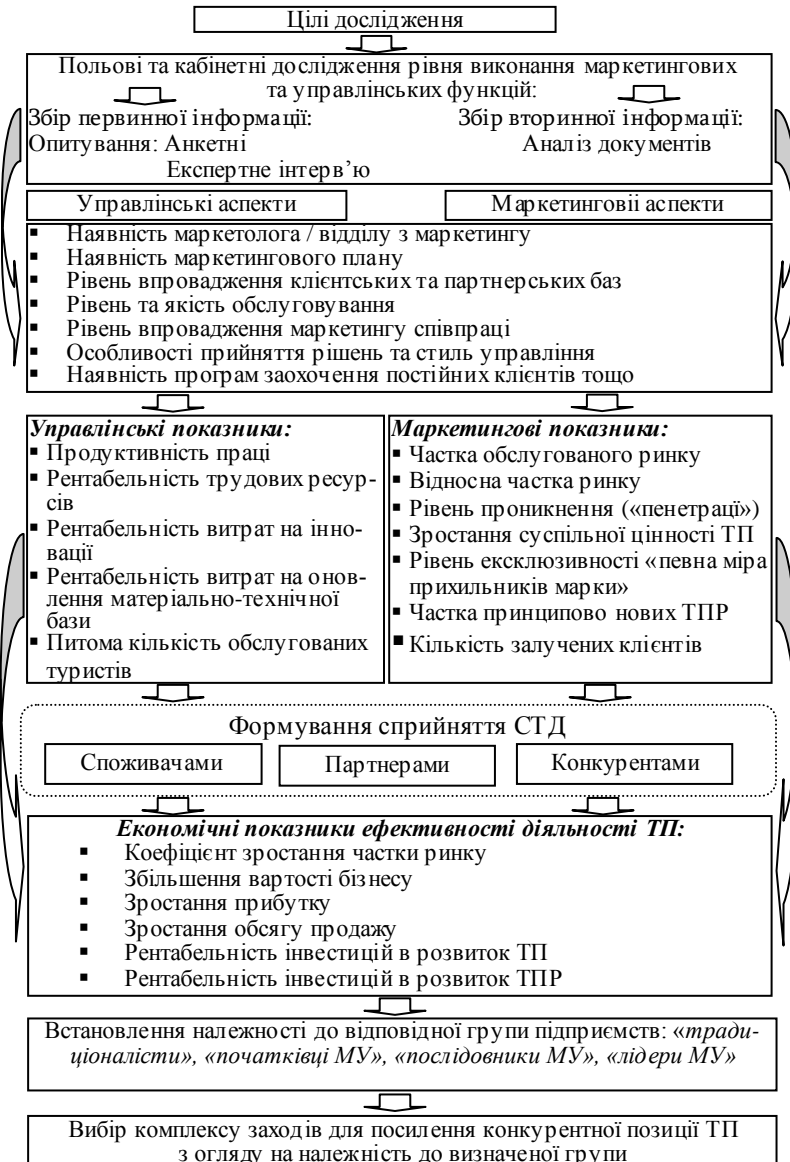 Цілі дослідження
Польові та кабінетні дослідження рівня виконання маркетингових
та управлінських функцій:
Збір первинної інформації:
Опитування: Анкетні
Експертне інтерв’ю
Збір вторинної інформації:
Аналіз документів
Управлінські аспекти
Маркетинговіі аспекти
▪ Наявність маркетолога / відділу з маркетингу
▪ Наявність маркетингового плану
▪ Рівень впровадження клієнтських та партнерських баз
▪ Рівень та якість обслуговування
▪ Рівень впровадження маркетингу співпраці
▪ Особливості прийняття рішень та стиль управління
▪ Наявність програм заохочення постійних клієнтів тощо
Управлінські показники:
▪ Продуктивність праці
▪ Рентабельність трудових ресур-
сів
▪ Рентабельність витрат на інно-
вації
▪ Рентабельність витрат на онов-
лення матеріально-технічної
бази
▪ Питома кількість обслугованих
туристів
Маркетингові показники:
▪ Частка обслугованого ринку
▪ Відносна частка ринку
▪ Рівень проникнення («пенетрації»)
▪ Зростання суспільної цінності ТП
▪ Рівень ексклюзивності «певна міра
прихильників марки»
▪ Частка принципово нових ТПР
▪ Кількість залучених клієнтів
Формування сприйняття СТД
Споживачами
Партнерами
Конкурентами
Економічні показники ефективності діяльності ТП:
▪ Коефіцієнт зростання частки ринку
▪ Збільшення вартості бізнесу
▪ Зростання прибутку
▪ Зростання обсягу продажу
▪ Рентабельність інвестицій в розвиток ТП
▪ Рентабельність інвестицій в розвиток ТПР
Встановлення належності до відповідної групи підприємств: «тради-
ціоналісти», «початківці МУ», «послідовники МУ», «лідери МУ»
Вибір комплексу заходів для посилення конкурентної позиції ТП
з огляду на належність до визначеної групи